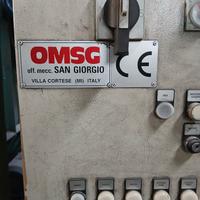 OMSG
off. mecc. SAN GIORGIO
VILLA CORTESE (MI) ITALY
CE